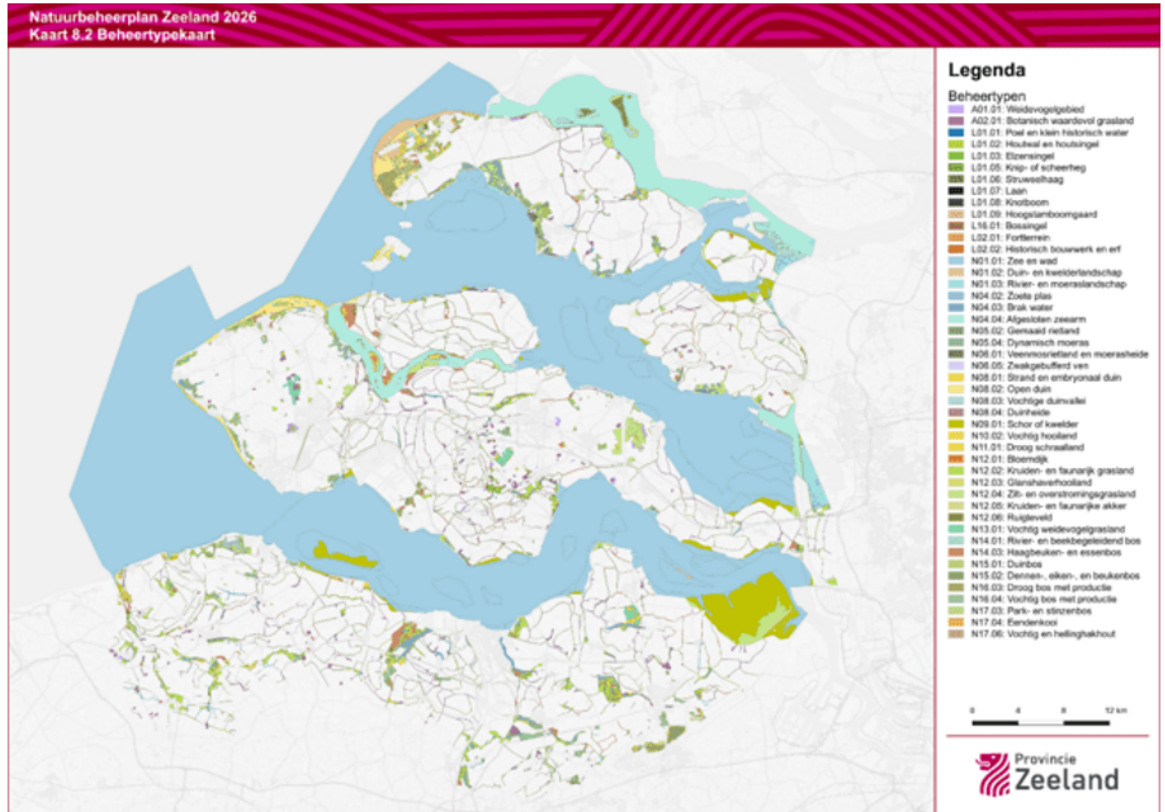 Natuurbeheerplan Zeeland 2026
Kaart 8.2 Beheertypekaart
Legenda
Beheertypen
A01.01: Weidevogelgebied
A02.01: Botanisch waardevol grasland
L01.01: Poel en klein historisch water
L01.02: Houtwal en houtsingel
L01.03: Elzensingel
L01.05: Knip- of scheerheg
L01.06: Struweelhaag
L01.07: Laan
L01.08: Knotboom
L01.09: Hoogstamboomgaard
L16.01: Bossingel
L02.01: Fortterrein
L02.02: Historisch bouwwerk en erf
N01.01: Zee en wad
N01.02: Duin- en kwelderlandschap
N01.03: Rivier- en moeraslandschap
N04.02: Zoete plas
N04.03: Brak water
N04.04: Afgesloten zeearm
N05.02: Gemaaid rietland
N05.04: Dynamisch moeras
N06.01: Veenmosrietland en moerasheide
N06.05: Zwakgebufferd ven
N08.01: Strand en embryonaal duin
N08.02: Open duin
N08.03: Vochtige duinvallei
N08.04: Duinheide
N09.01: Schor of kwelder
N10.02: Vochtig hooiland
N11.01: Droog schraalland
N12.01: Bloemdijk
N12.02: Kruiden- en faunarijk grasland
N12.03: Glanshaverhooiland
N12.04: Zilt- en overstromingsgrasland
N12.05: Kruiden- en faunarijke akker
N12.06: Ruigteveld
N13.01: Vochtig weidevogelgrasland
N14.01: Rivier- en beekbegeleidend bos
N14.03: Haagbeuken- en essenbos
N15.01: Duinbos
N15.02: Dennen-, eiken-, en beukenbos
N16.03: Droog bos met productie
N16.04: Vochtig bos met productie
N17.03: Park- en stinzenbos
N17.04: Eendenkooi
N17.06: Vochtig en hellinghakhout
0 4 8 12 km
Provincie
Zeeland